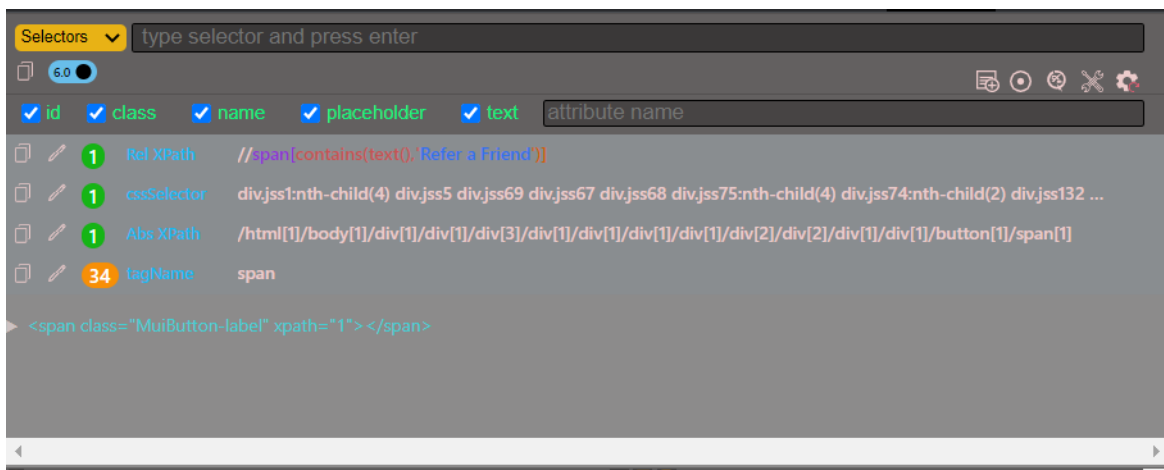 Selectors type selector and press enter
6.0
id class name placeholder text attribute name
1 Rel XPath //span[contains(text(),'Refer a Friend')]
1 cssSelector div.jss1:nth-child(4) div.jss5 div.jss69 div.jss67 div.jss68 div.jss75:nth-child(4) div.jss74:nth-child(2) div.jss132 ...
1 Abs XPath /html[1]/body[1]/div[1]/div[1]/div[3]/div[1]/div[1]/div[1]/div[1]/div[2]/div[2]/div[1]/div[1]/button[1]/span[1]
34 tagName span
<span class="MuiButton-label" xpath="1"></span>